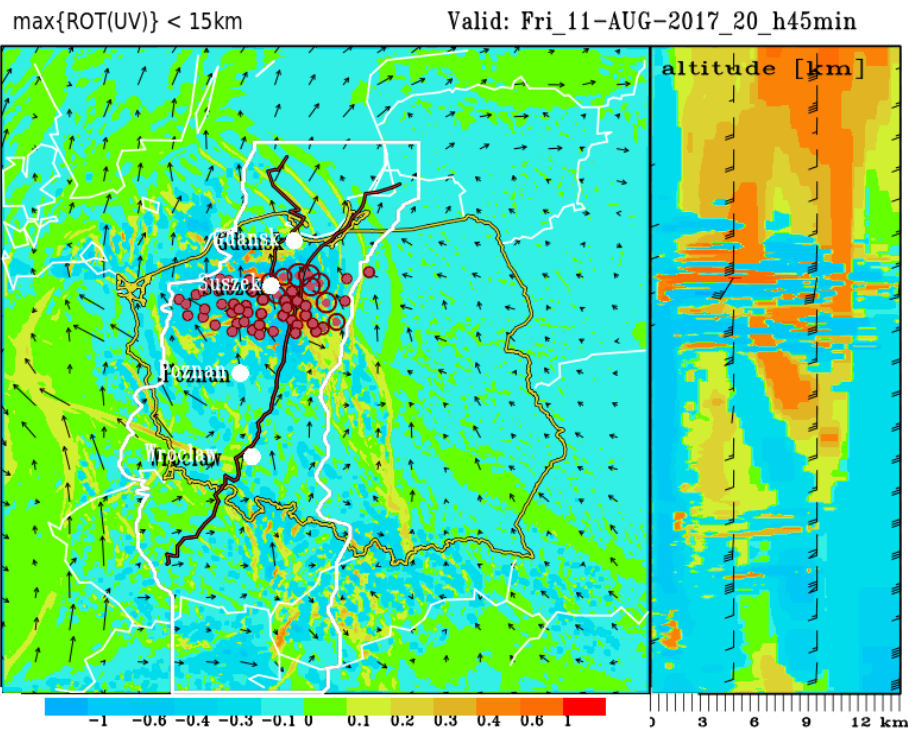 max{ROT(UV)} < 15km
Valid: Fri_11-AUG-2017_20_h45min
altitude [km]
Gdansk
Suszek
Poznan
Wroclaw
-1 -0.6 -0.4 -0.3 -0.1 0 0.1 0.2 0.3 0.4 0.6 1
0 3 6 9 12 km